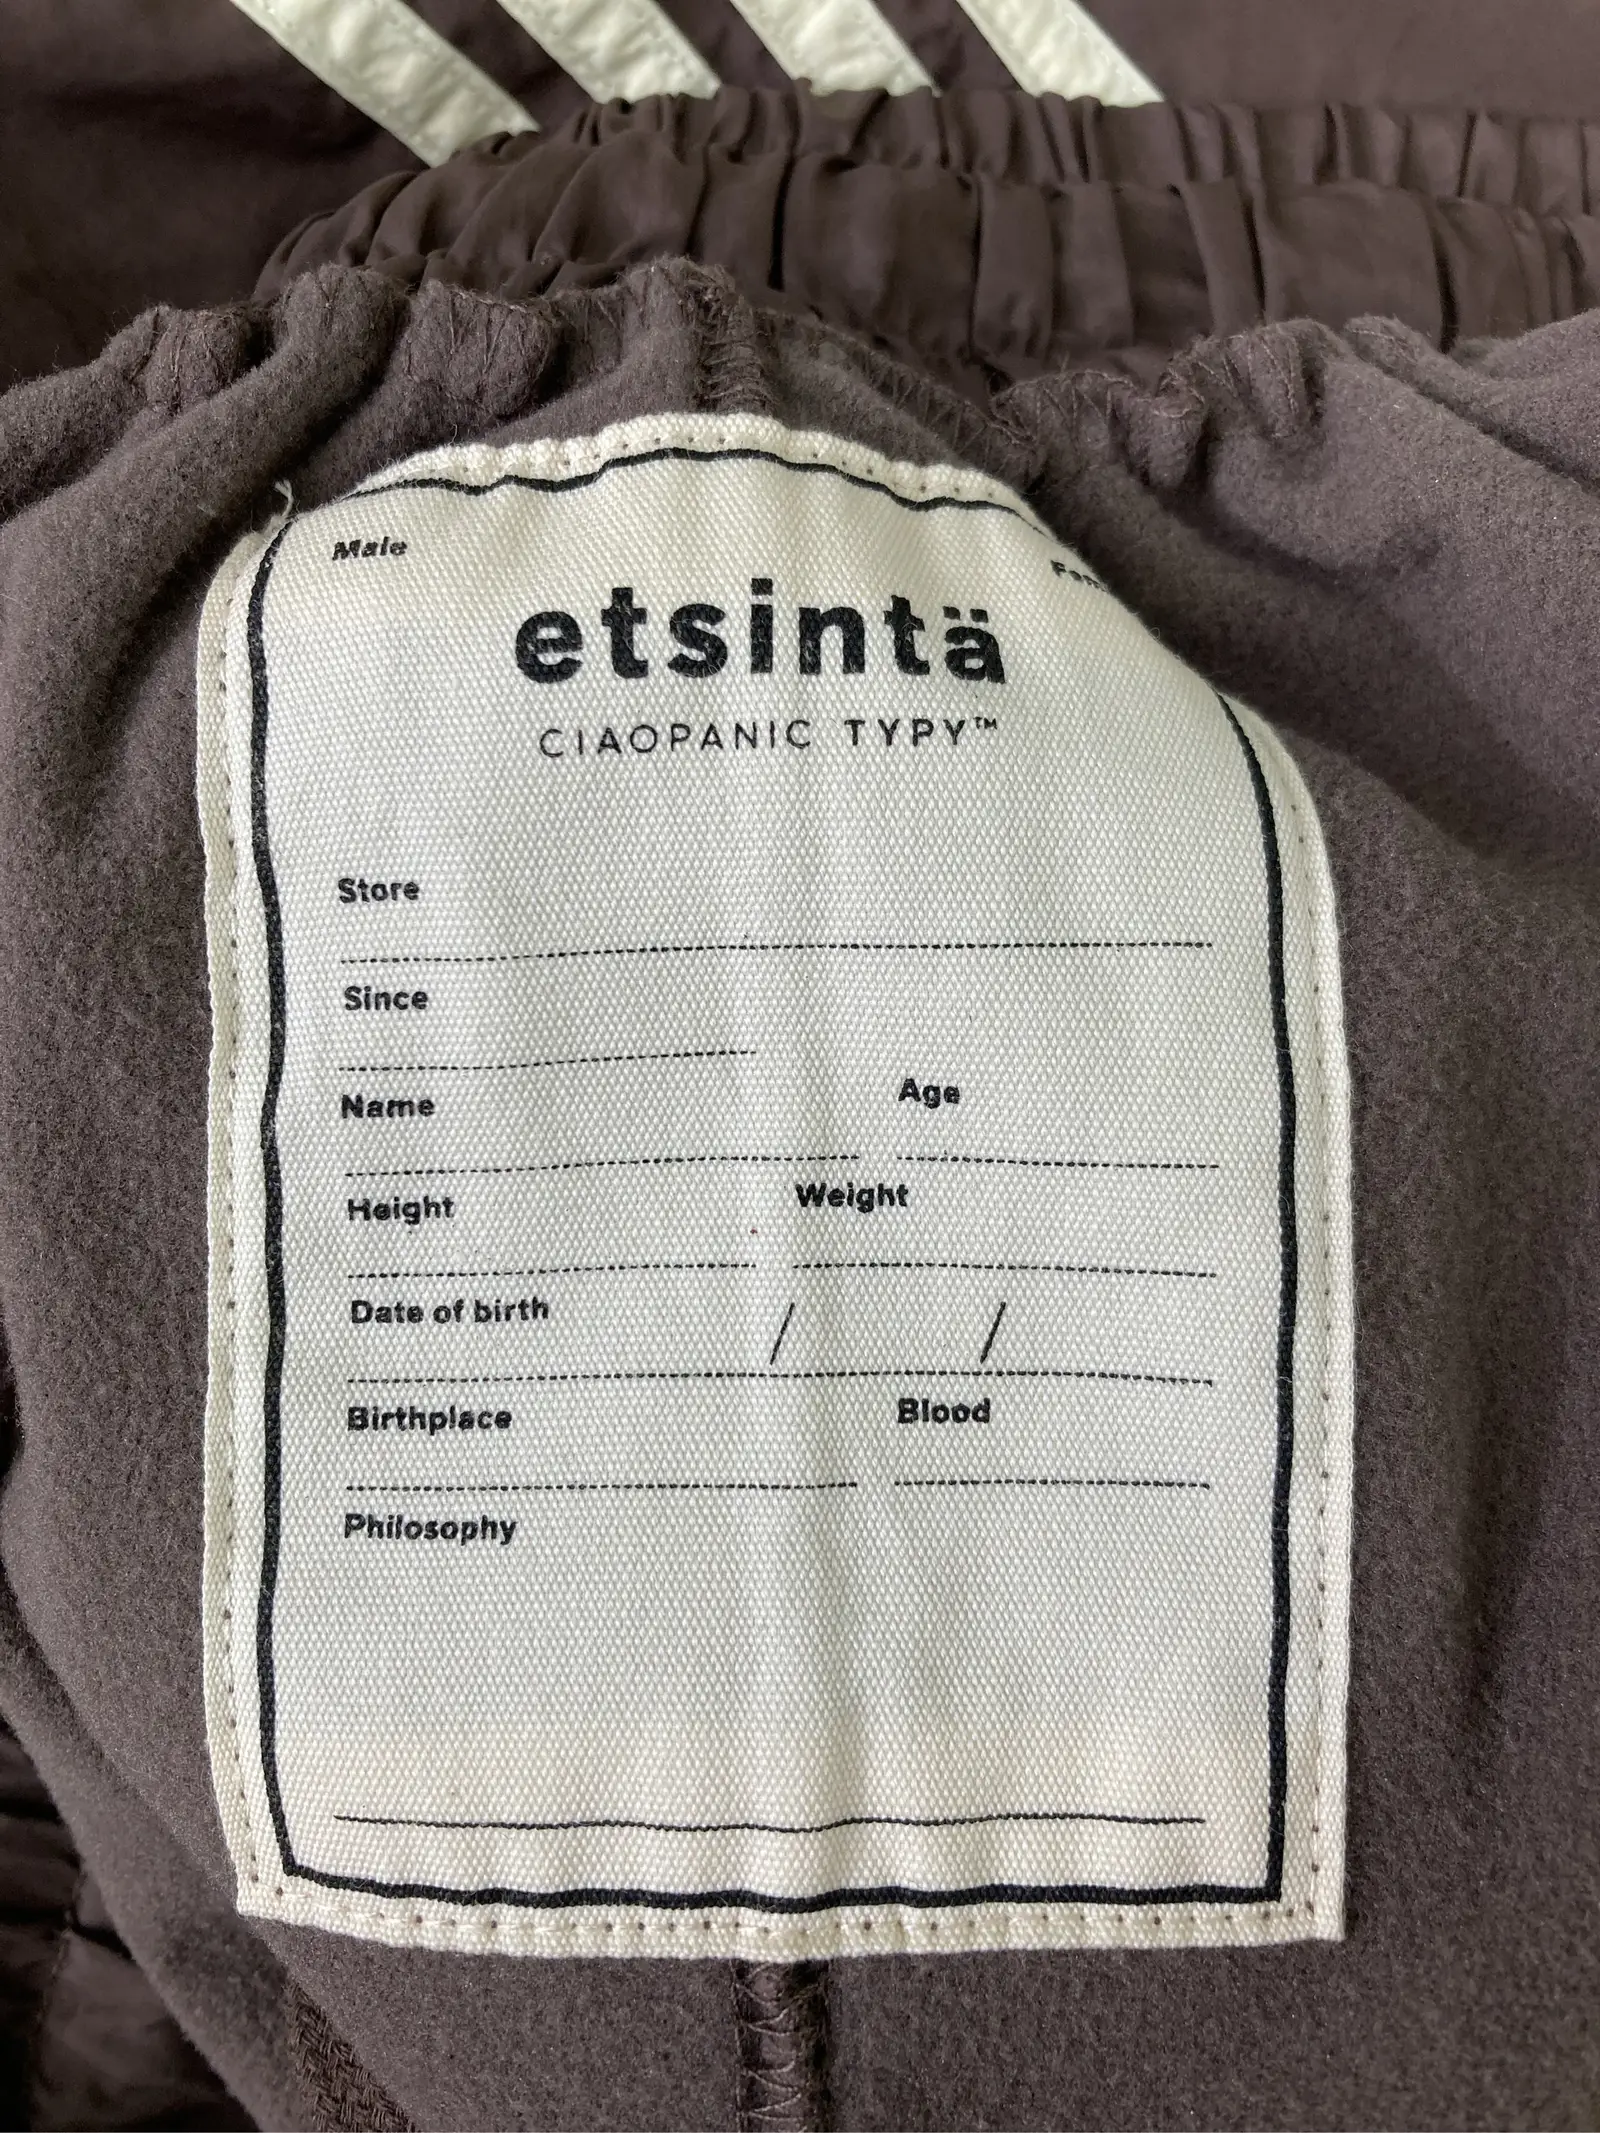 Male
etsintä
CIAOPANIC TYPY™
Store
Since
Name Age
Height Weight
Date of birth / /
Birthplace Blood
Philosophy